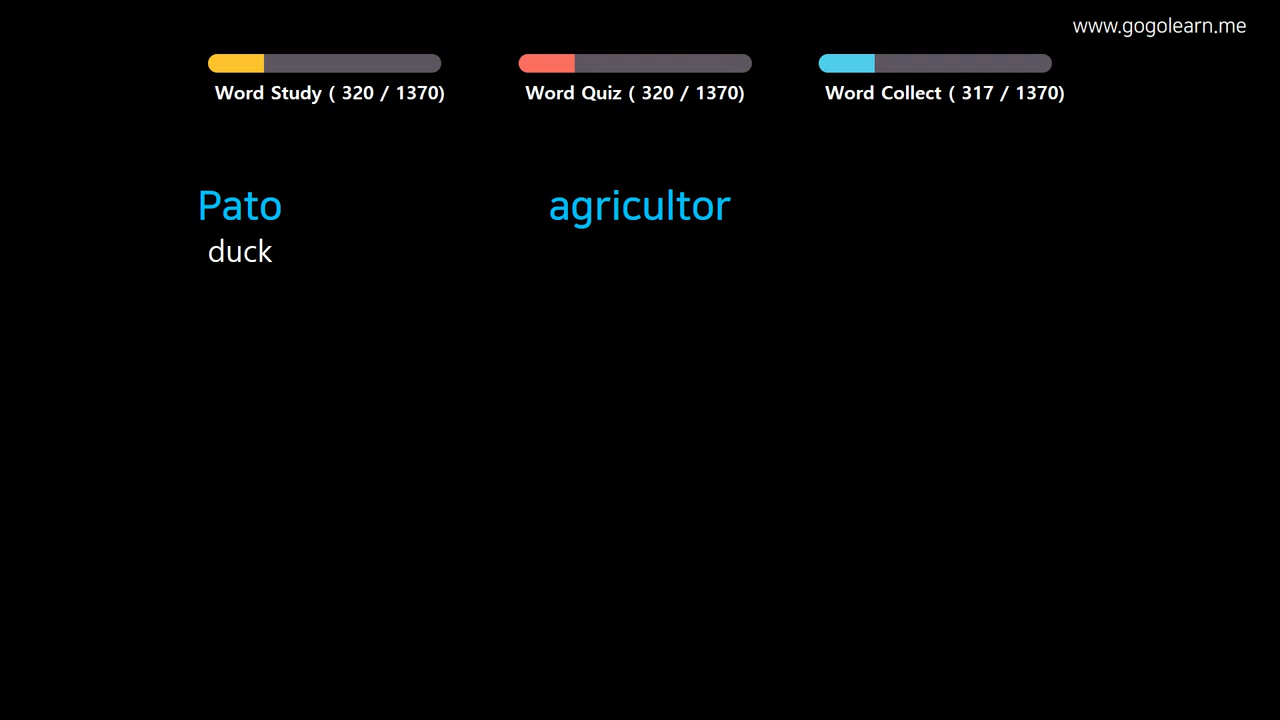 www.gogolearn.me
Word Study ( 320 / 1370)
Word Quiz ( 320 / 1370)
Word Collect ( 317 / 1370)
Pato
agricultor
duck